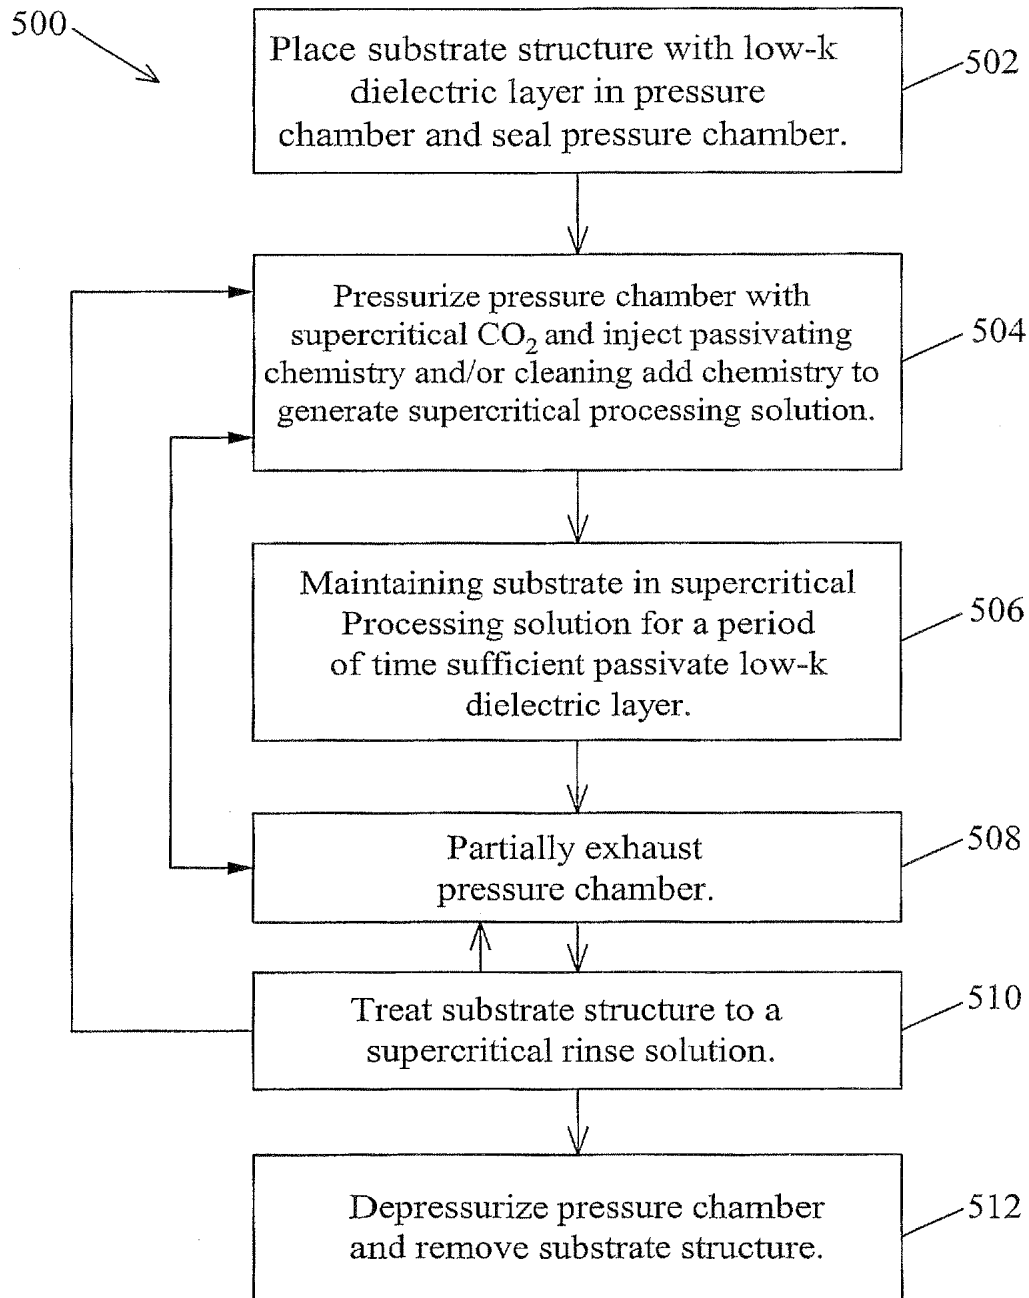 500
Place substrate structure with low-k
dielectric layer in pressure
chamber and seal pressure chamber.
502
Pressurize pressure chamber with
supercritical CO₂ and inject passivating
chemistry and/or cleaning add chemistry to
generate supercritical processing solution.
504
Maintaining substrate in supercritical
Processing solution for a period
of time sufficient passivate low-k
dielectric layer.
506
Partially exhaust
pressure chamber.
508
Treat substrate structure to a
supercritical rinse solution.
510
Depressurize pressure chamber
and remove substrate structure.
512